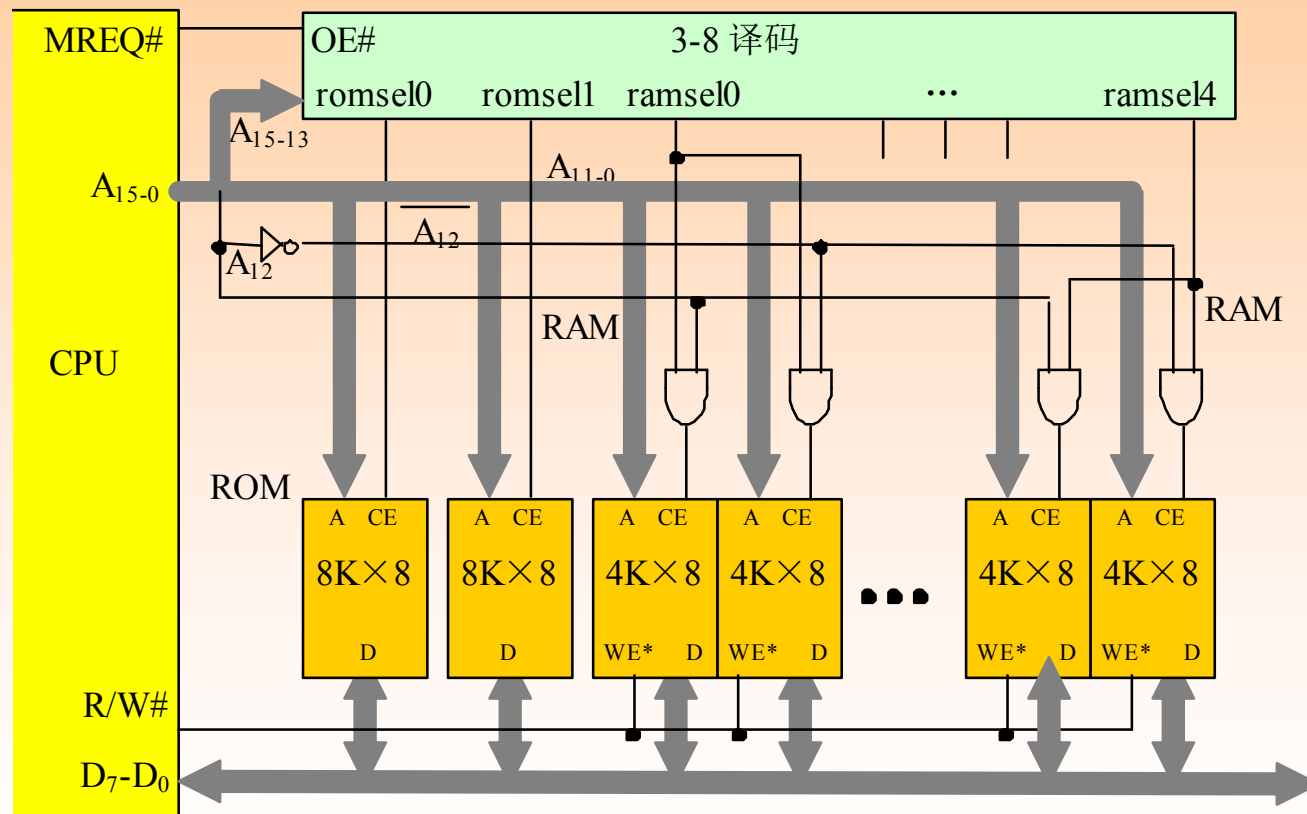 MREQ#
OE#
3-8 译码
romsel0
romsel1
ramsel0
...
ramsel4
A15-13
A15-0
A11-0
A12
A12
RAM
RAM
CPU
ROM
A CE
A CE
A CE
A CE
A CE
A CE
8K×8
8K×8
4K×8
4K×8
4K×8
4K×8
D
D
WE* D
WE* D
WE* D
WE* D
R/W#
D7-D0